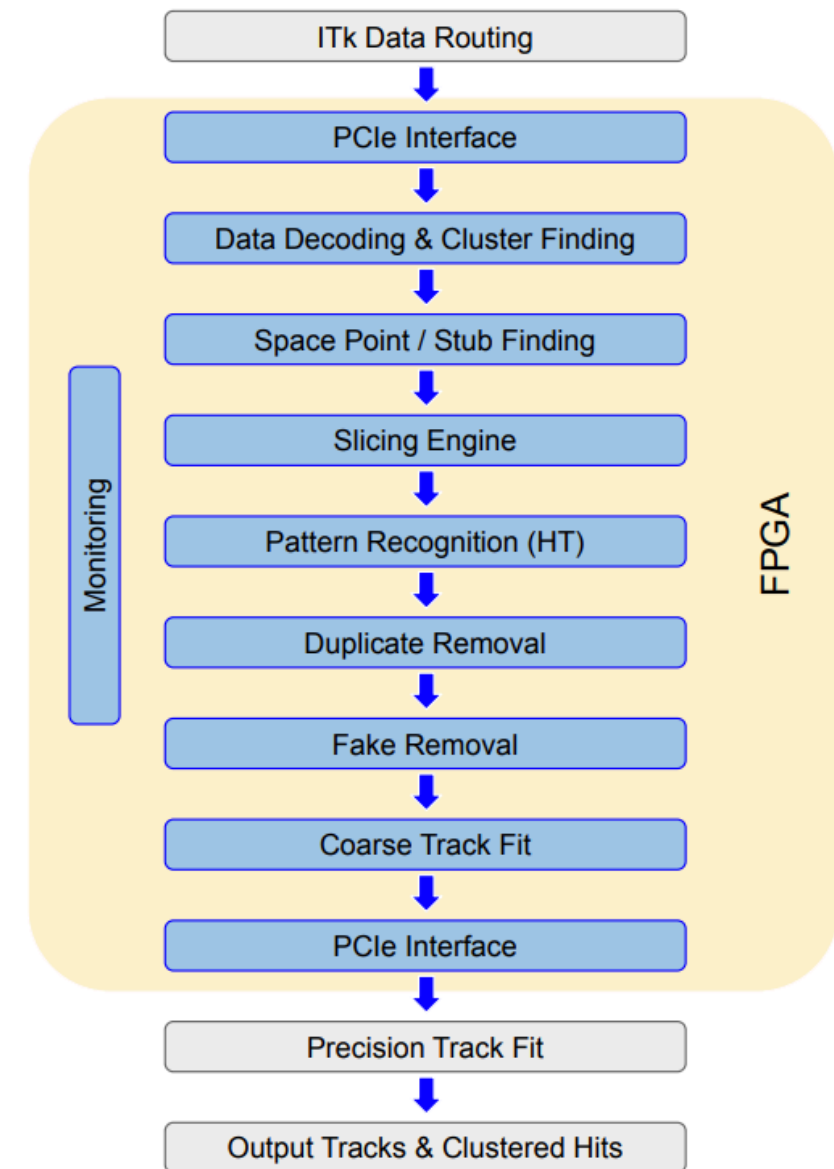 ITk Data Routing
PCIe Interface
Data Decoding & Cluster Finding
Space Point / Stub Finding
Slicing Engine
Pattern Recognition (HT)
Duplicate Removal
Fake Removal
Coarse Track Fit
PCIe Interface
Monitoring
FPGA
Precision Track Fit
Output Tracks & Clustered Hits